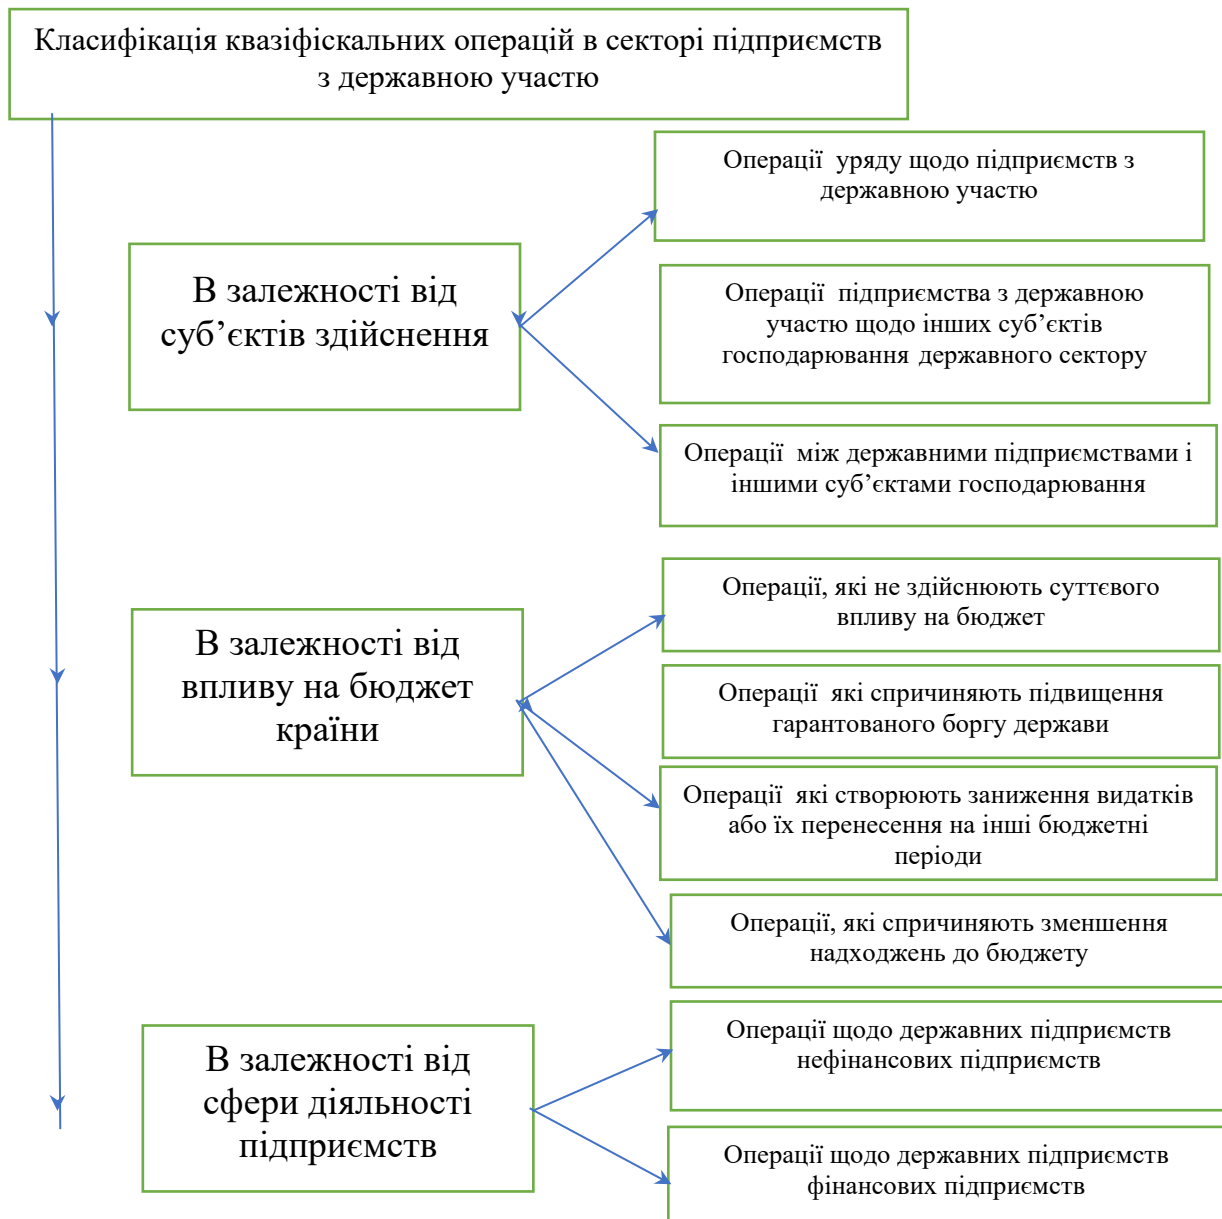 Класифікація квазіфіскальних операцій в секторі підприємств
з державною участю
Операції уряду щодо підприємств з
державною участю
В залежності від
суб’єктів здійснення
Операції підприємства з державною
участю щодо інших суб’єктів
господарювання державного сектору
Операції між державними підприємствами і
іншими суб’єктами господарювання
Операції, які не здійснюють суттєвого
впливу на бюджет
В залежності від
впливу на бюджет
країни
Операції які спричиняють підвищення
гарантованого боргу держави
Операції які створюють заниження видатків
або їх перенесення на інші бюджетні
періоди
Операції, які спричиняють зменшення
надходжень до бюджету
В залежності від
сфери діяльності
підприємств
Операції щодо державних підприємств
нефінансових підприємств
Операції щодо державних підприємств
фінансових підприємств